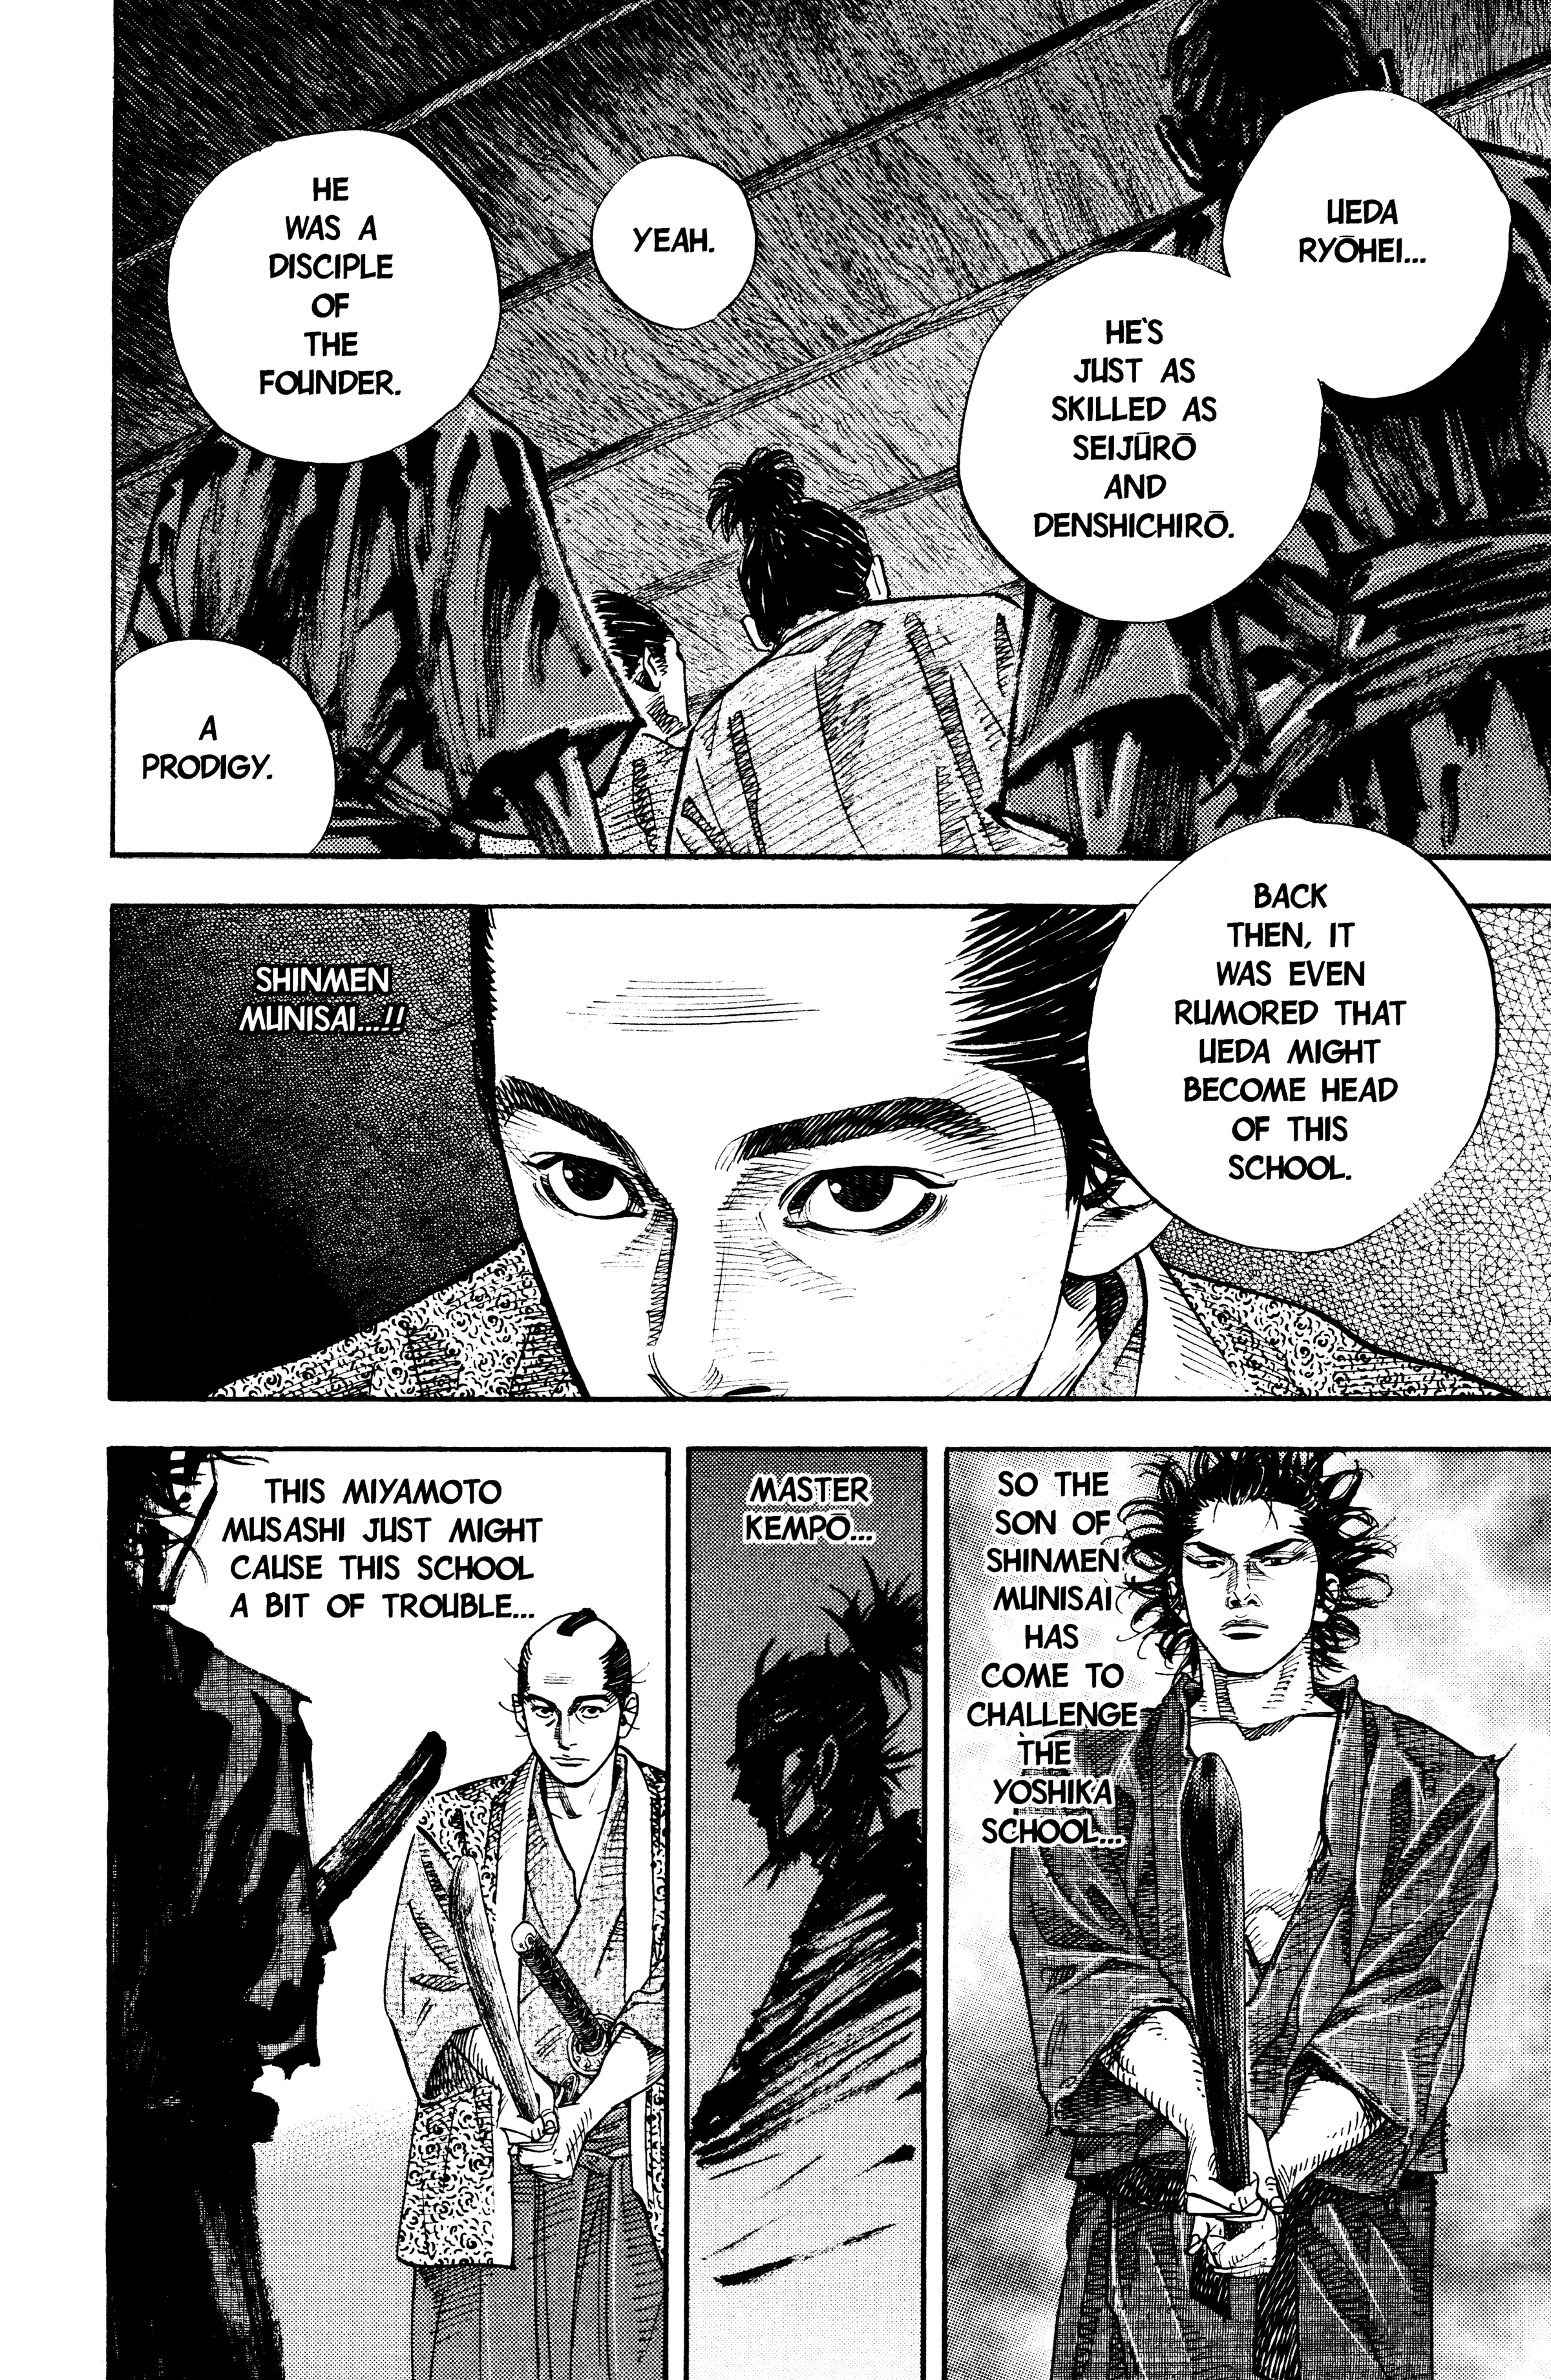 UEDA
RYŌHEI...
HE'S
JUST AS
SKILLED AS
SEIJŪRŌ
AND
DENSHICHIRŌ.
YEAH.
HE
WAS A
DISCIPLE
OF
THE
FOUNDER.
A
PRODIGY.
BACK
THEN, IT
WAS EVEN
RUMORED THAT
UEDA MIGHT
BECOME HEAD
OF THIS
SCHOOL.
SHINMEN
MUNISAI...!!
SO THE
SON OF
SHINMEN
MUNISAI
HAS
COME TO
CHALLENGE
THE
YOSHIKA
SCHOOL...
MASTER
KEMPŌ...
THIS MIYAMOTO
MUSASHI JUST MIGHT
CAUSE THIS SCHOOL
A BIT OF TROUBLE...